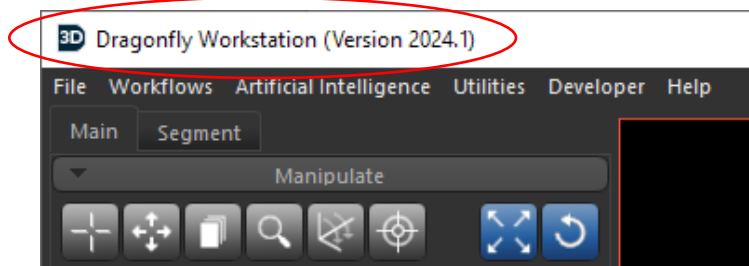 3D Dragonfly Workstation (Version 2024.1)
File Workflows Artificial Intelligence Utilities Developer Help
Main Segment
Manipulate